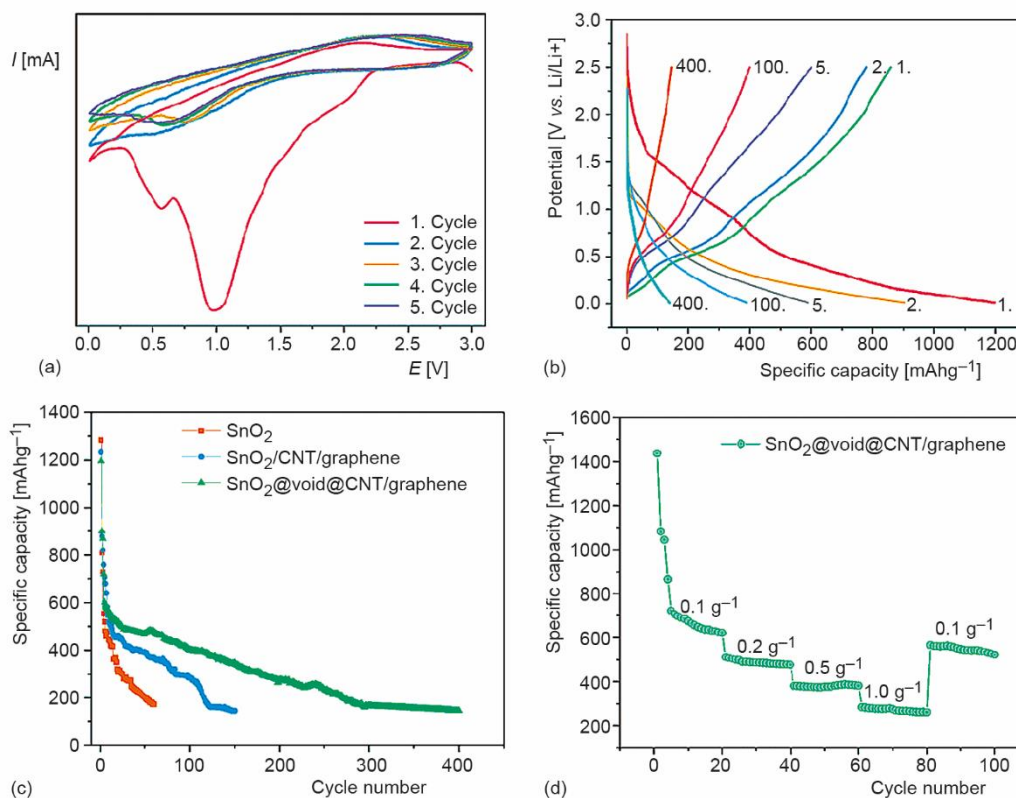 I [mA]
1. Cycle
2. Cycle
3. Cycle
4. Cycle
5. Cycle
0.0 0.5 1.0 1.5 2.0 2.5 3.0
(a)
E [V]
Potential [V vs. Li/Li+]
3.0
2.5
2.0
1.5
1.0
0.5
0.0
400. 100. 5. 2. 1.
400. 100. 5. 2. 1.
0 200 400 600 800 1000 1200
(b)
Specific capacity [mAhg⁻¹]
Specific capacity [mAhg⁻¹]
1400
1200
1000
800
600
400
200
0
SnO₂
SnO₂/CNT/graphene
SnO₂@void@CNT/graphene
0 100 200 300 400
(c)
Cycle number
Specific capacity [mAhg⁻¹]
1600
1400
1200
1000
800
600
400
200
SnO₂@void@CNT/graphene
0.1 g⁻¹
0.2 g⁻¹
0.5 g⁻¹
1.0 g⁻¹
0.1 g⁻¹
0 20 40 60 80 100
(d)
Cycle number